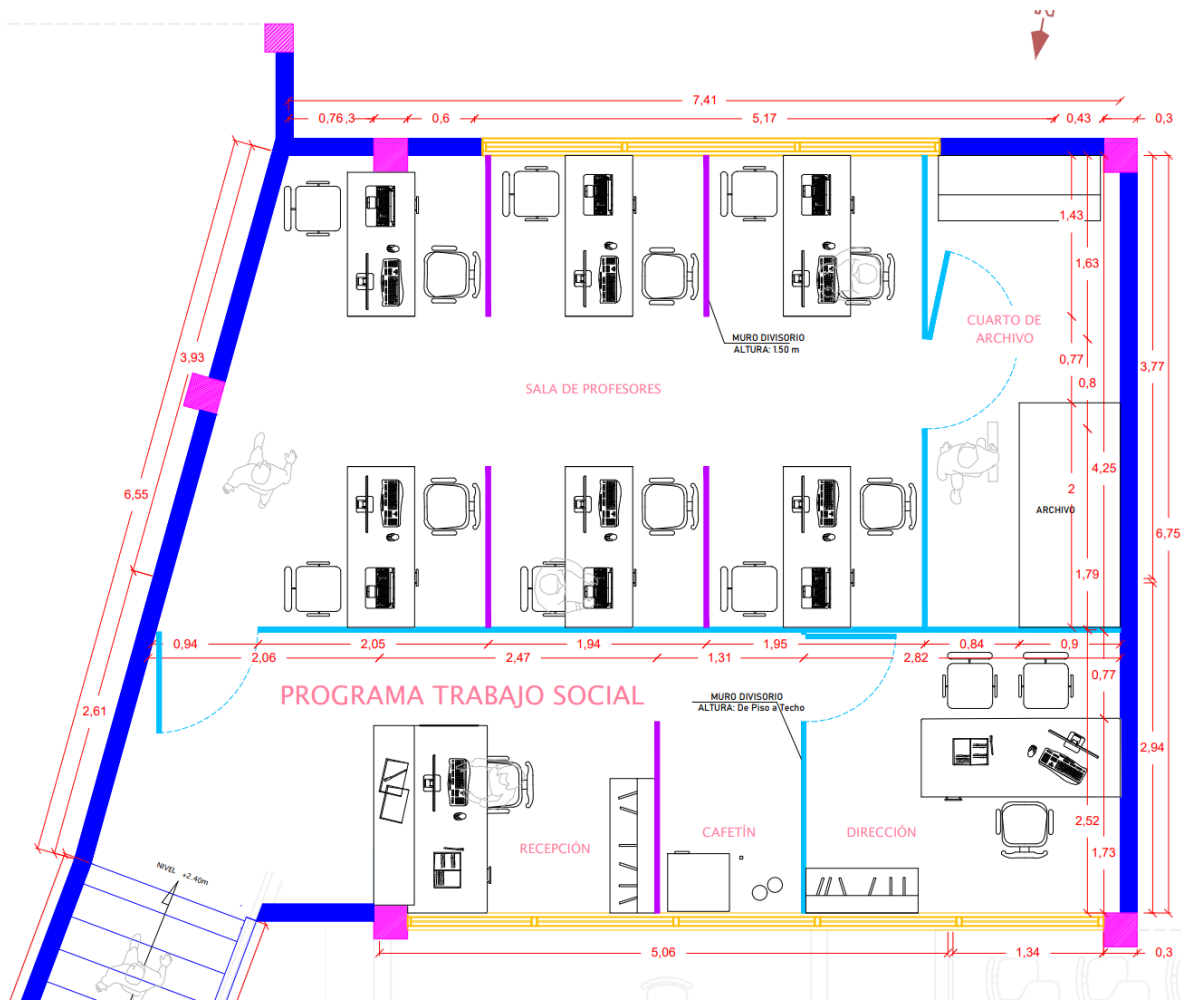 7,41
0,76,3
0,6
5,17
0,43
0,3
1,43
1,63
CUARTO DE
ARCHIVO
MURO DIVISORIO
ALTURA: 1.50 m
3,93
0,77
3,77
0,8
SALA DE PROFESORES
4,25
6,55
2
ARCHIVO
6,75
1,79
0,94
2,05
1,94
1,95
0,84
0,9
2,06
2,47
1,31
2,82
0,77
PROGRAMA TRABAJO SOCIAL
MURO DIVISORIO
ALTURA: De Piso a Techo
2,61
2,94
2,52
RECEPCIÓN
CAFETÍN
DIRECCIÓN
1,73
NIVEL +2.40m
5,06
1,34
0,3